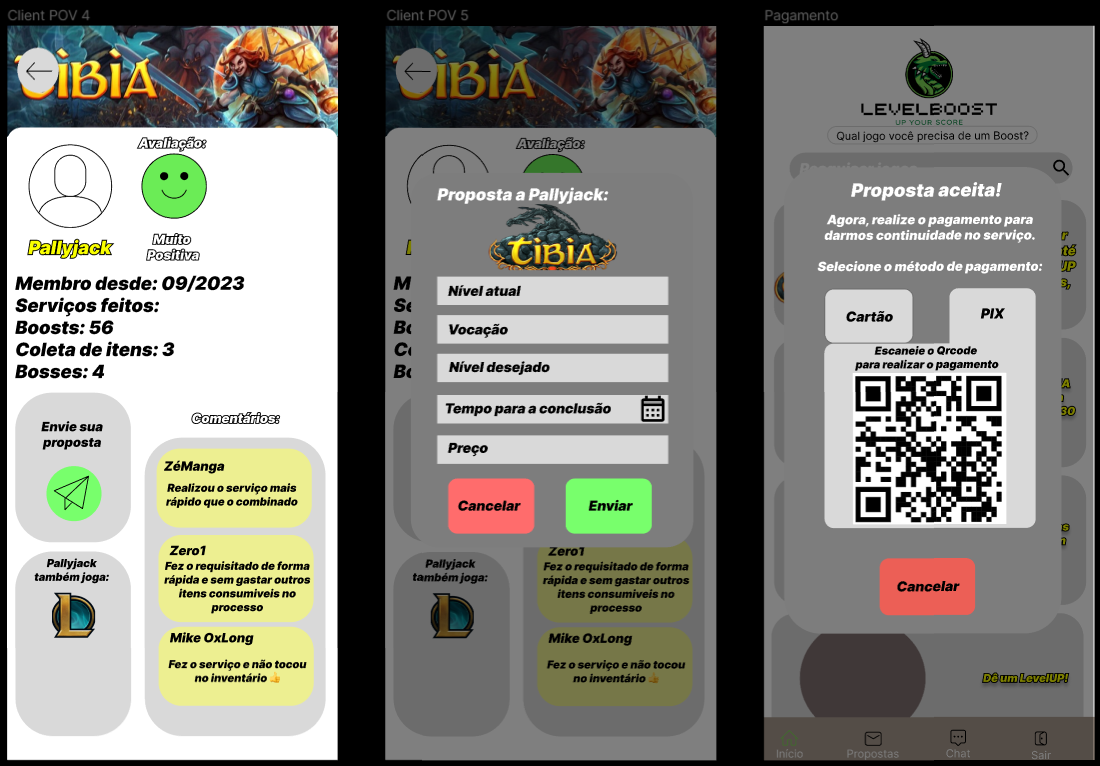 Client POV 4
TIBIA
Avaliação:
Pallyjack
Muito
Positiva
Membro desde: 09/2023
Serviços feitos:
Boosts: 56
Coleta de itens: 3
Bosses: 4
Envie sua
proposta
Comentários:
ZéManga
Realizou o serviço mais
rápido que o combinado
Zero1
Fez o requisitado de forma
rápida e sem gastar outros
itens consumiveis no
processo
Mike OxLong
Fez o serviço e não tocou
no inventário 👍
Pallyjack
também joga:
L
Client POV 5
TIBIA
Avaliação:
Proposta a Pallyjack:
TIBIA
Nível atual
Vocação
Nível desejado
Tempo para a conclusão
Preço
Cancelar
Enviar
M
Se
Bo
Co
Bo
Pallyjack
também joga:
L
Zero1
Fez o requisitado de forma
rápida e sem gastar outros
itens consumiveis no
processo
Mike OxLong
Fez o serviço e não tocou
no inventário 👍
Pagamento
LEVELBOOST
UP YOUR SCORE
Qual jogo você precisa de um Boost?
Proposta aceita!
Agora, realize o pagamento para
darmos continuidade no serviço.
Selecione o método de pagamento:
Cartão
PIX
Escaneie o Qrcode
para realizar o pagamento
Cancelar
Dê um LevelUP!
Início
Propostas
Chat
Sair